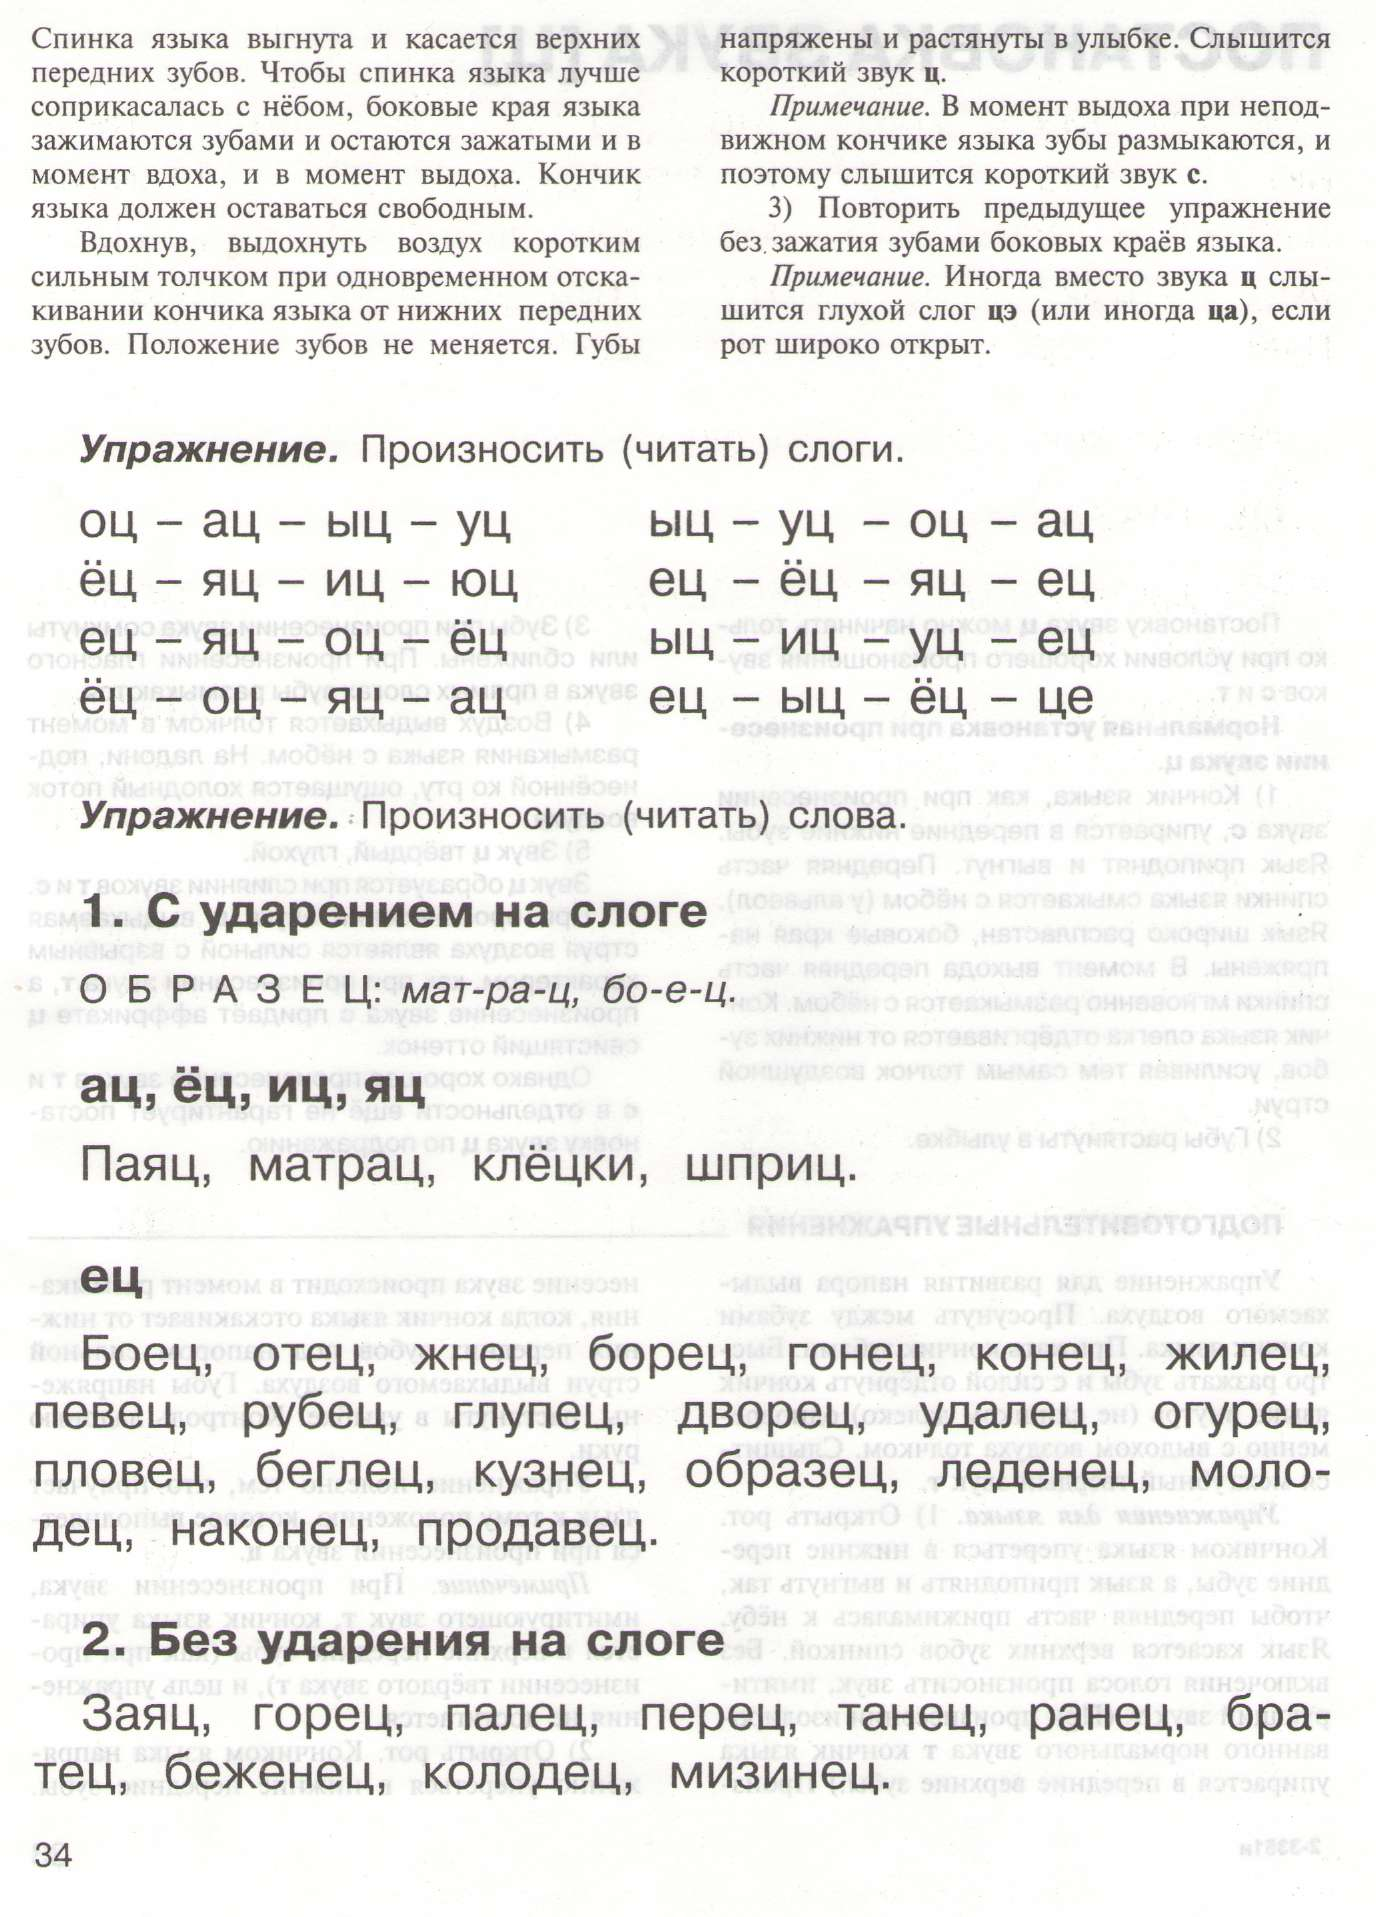 Спинка языка выгнута и касается верхних
передних зубов. Чтобы спинка языка лучше
соприкасалась с нёбом, боковые края языка
зажимаются зубами и остаются зажатыми и в
момент вдоха, и в момент выдоха. Кончик
языка должен оставаться свободным.
Вдохнув, выдохнуть воздух коротким
сильным толчком при одновременном отска-
кивании кончика языка от нижних передних
зубов. Положение зубов не меняется. Губы
напряжены и растянуты в улыбке. Слышится
короткий звук ц.
Примечание. В момент выдоха при непод-
вижном кончике языка зубы размыкаются, и
поэтому слышится короткий звук с.
3) Повторить предыдущее упражнение
без зажатия зубами боковых краёв языка.
Примечание. Иногда вместо звука ц слы-
шится глухой слог цэ (или иногда ца), если
рот широко открыт.
Упражнение. Произносить (читать) слоги.
оц – ац – ыц – уц
ёц – яц – иц – юц
ец – яц – оц – ёц
ёц – оц – яц – ац
ыц – уц – оц – ац
ец – ёц – яц – ец
ыц – иц – уц – ец
ец – ыц – ёц – це
Упражнение. Произносить (читать) слова.
1. С ударением на слоге
О Б Р А З Е Ц: мат-ра-ц, бо-е-ц.
ац, ёц, иц, яц
Паяц, матрац, клёцки, шприц.
ец
Боец, отец, жнец, борец, гонец, конец, жилец,
певец, рубец, глупец, дворец, удалец, огурец,
пловец, беглец, кузнец, образец, леденец, моло-
дец, наконец, продавец.
2. Без ударения на слоге
Заяц, горец, палец, перец, танец, ранец, бра-
тец, беженец, колодец, мизинец.
34